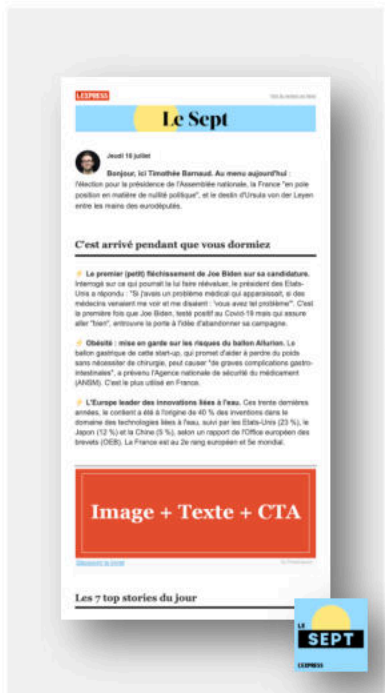 L'EXPRESS
Le Sept
Jeudi 18 juillet
Bonjour, ici Timothée Barnaud. Au menu aujourd'hui :
l'élection pour la présidence de l'Assemblée nationale, la France "en pole
position en matière de nullité politique", et le destin d'Ursula von der Leyen
entre les mains des eurodéputés.
C'est arrivé pendant que vous dormiez
⚡ Le premier (petit) fléchissement de Joe Biden sur sa candidature.
Interrogé sur ce qui pourrait la lui faire réévaluer, le président des Etats-
Unis a répondu : "Si j'avais un problème médical qui apparaissait, si des
médecins venaient me voir et me disaient : 'vous avez tel problème'". C'est
la première fois que Joe Biden, testé positif au Covid-19 mais qui assure
aller "bien", entrouvre la porte à l'idée d'abandonner sa campagne.
⚡ Obésité : mise en garde sur les risques du ballon Allurion. Le
ballon gastrique de cette start-up, qui promet d'aider à perdre du poids
sans nécessiter de chirurgie, peut causer "de graves complications gastro-
intestinales", a prévenu l'Agence nationale de sécurité du médicament
(ANSM). C'est le plus utilisé en France.
⚡ L'Europe leader des innovations liées à l'eau. Ces trente dernières
années, le continent a été à l'origine de 40 % des inventions dans le
domaine des technologies liées à l'eau, suivi par les Etats-Unis (23 %), le
Japon (12 %) et la Chine (5 %), selon un rapport de l'Office européen des
brevets (OEB). La France est au 2e rang européen et 5e mondial.
Image + Texte + CTA
Les 7 top stories du jour
LE
SEPT
L'EXPRESS